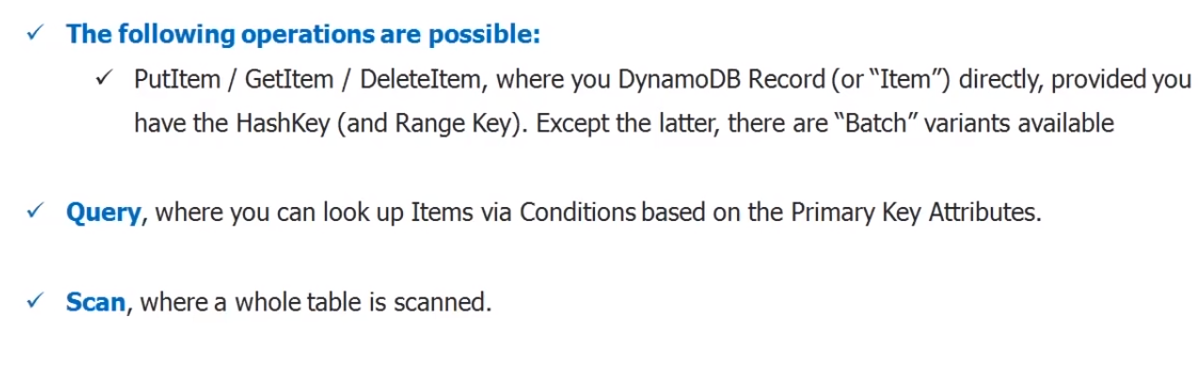 ✓ The following operations are possible:
✓ PutItem / GetItem / DeleteItem, where you DynamoDB Record (or “Item”) directly, provided you
have the HashKey (and Range Key). Except the latter, there are “Batch” variants available
✓ Query, where you can look up Items via Conditions based on the Primary Key Attributes.
✓ Scan, where a whole table is scanned.